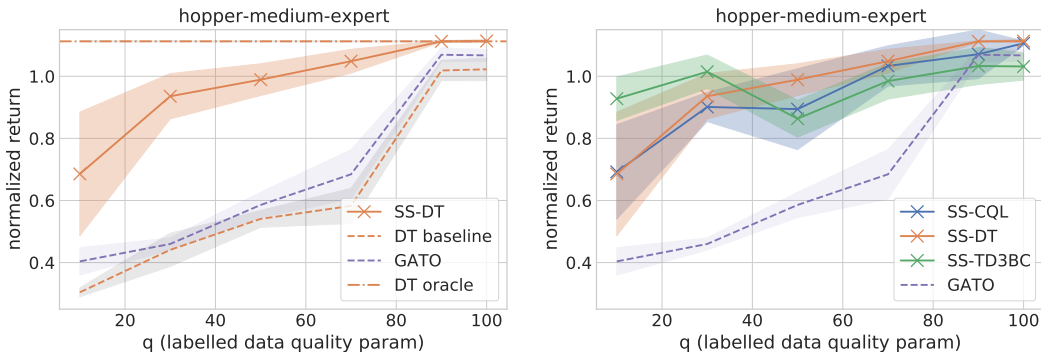 hopper-medium-expert
normalized return
1.0
0.8
0.6
0.4
20
40
60
80
100
q (labelled data quality param)
SS-DT
DT baseline
GATO
DT oracle
hopper-medium-expert
normalized return
1.0
0.8
0.6
0.4
20
40
60
80
100
q (labelled data quality param)
SS-CQL
SS-DT
SS-TD3BC
GATO